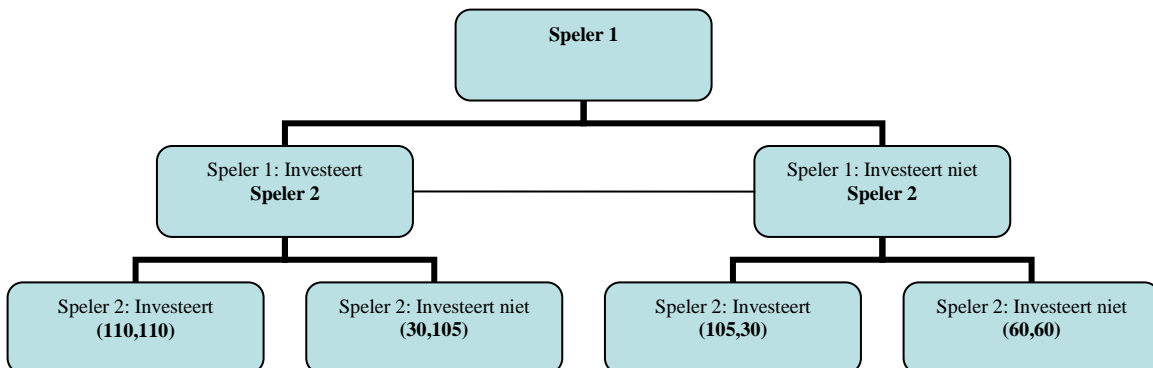 Speler 1
Speler 1: Investeert
Speler 2
Speler 1: Investeert niet
Speler 2
Speler 2: Investeert
(110,110)
Speler 2: Investeert niet
(30,105)
Speler 2: Investeert
(105,30)
Speler 2: Investeert niet
(60,60)